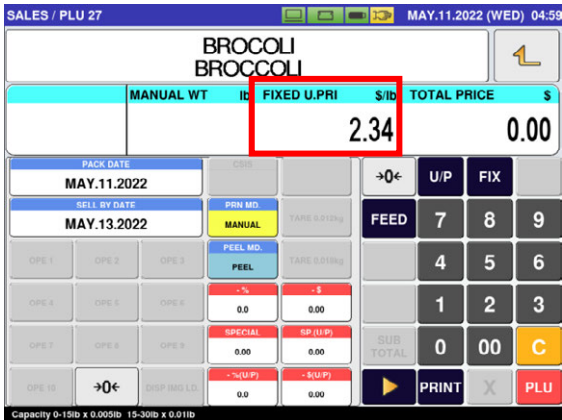 SALES / PLU 27 MAY.11.2022 (WED) 04:59
BROCOLI
BROCCOLI
MANUAL WT lb FIXED U.PRI $/lb TOTAL PRICE $
2.34 0.00
PACK DATE CSIS
MAY.11.2022 →0← U/P FIX
SELL BY DATE PRN MD. TARE 0.012kg
MAY.13.2022 MANUAL FEED 7 8 9
OPE 1 OPE 2 OPE 3 PEEL MD. TARE 0.018kg
PEEL 4 5 6
OPE 4 OPE 5 OPE 6 - % - $
0.0 0.00 1 2 3
OPE 7 OPE 8 OPE 9 SPECIAL SP.(U/P) SUB
0.00 0.00 TOTAL 0 00 C
OPE 10 →0← DISP IMG LD. - %(U/P) - $(U/P)
0.0 0.00 PRINT X PLU
Capacity 0-15lb x 0.005lb 15-30lb x 0.01lb